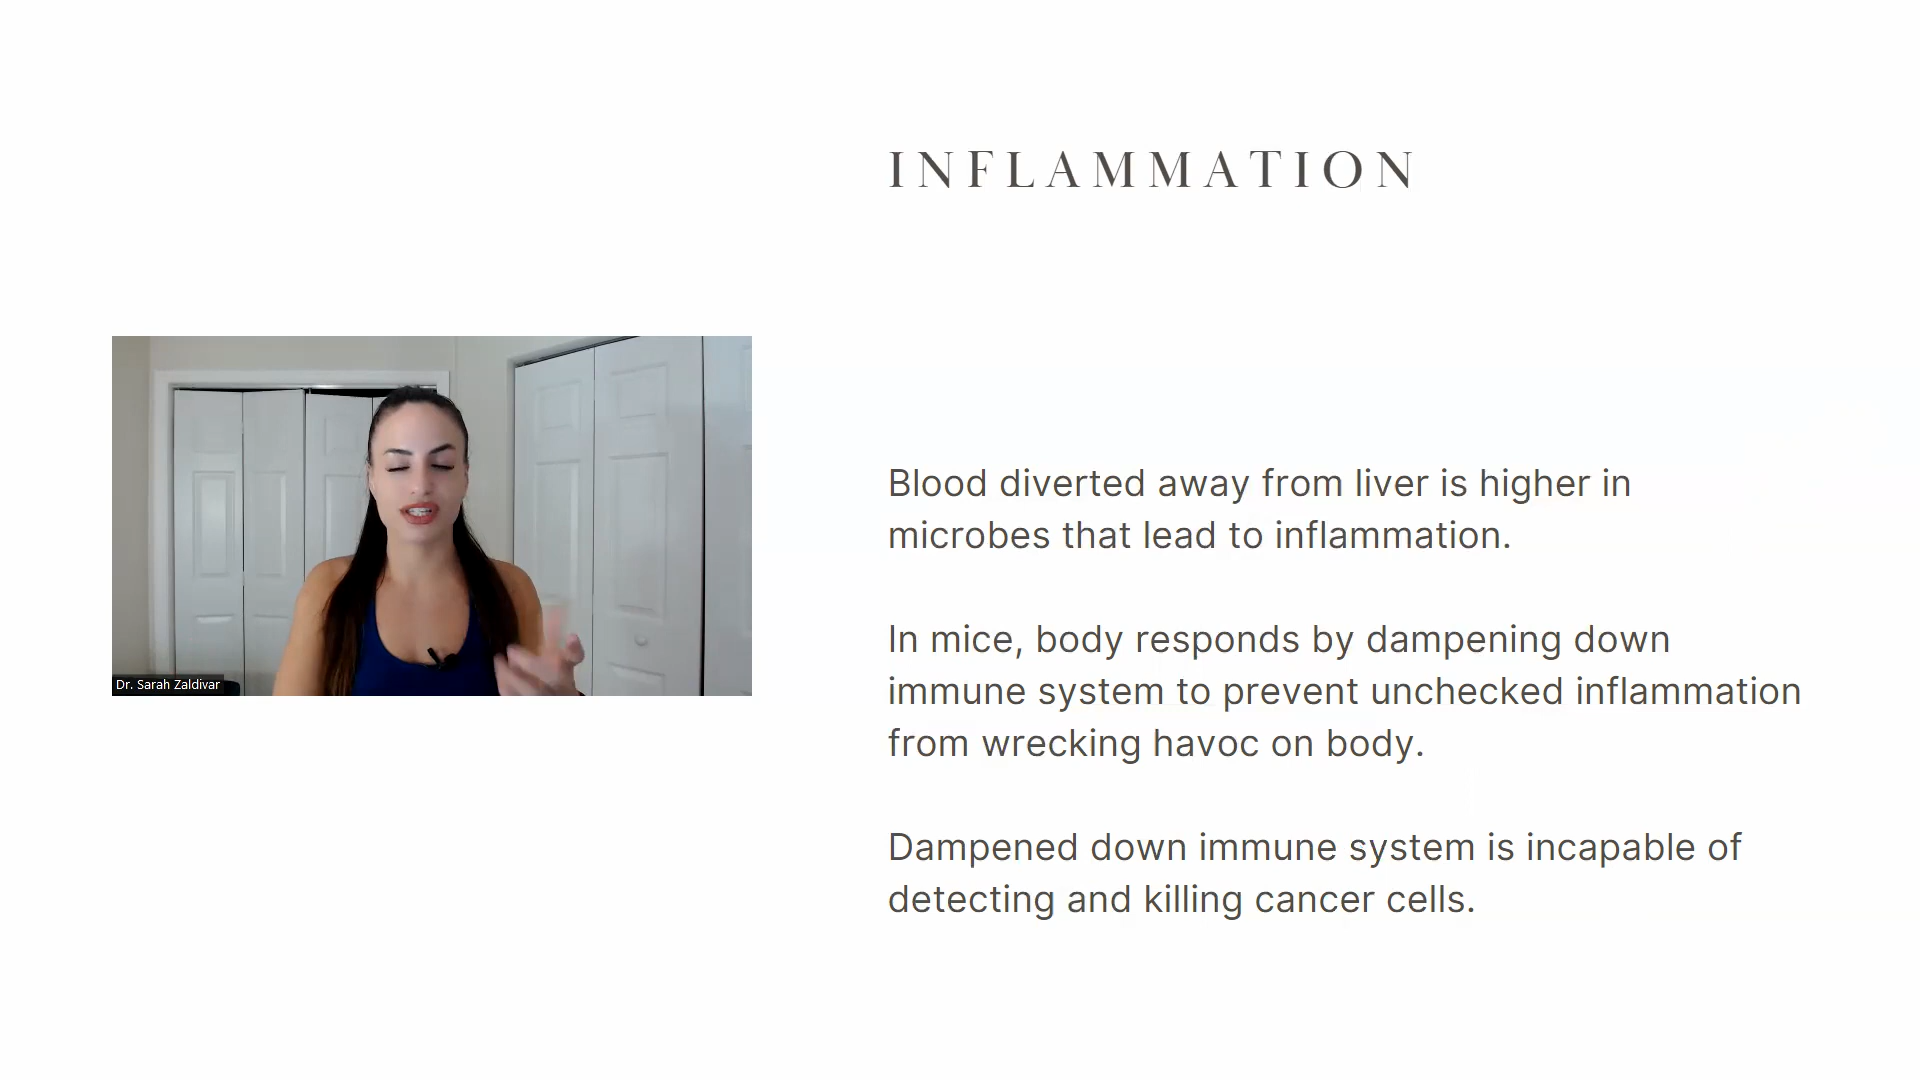 INFLAMMATION
Blood diverted away from liver is higher in
microbes that lead to inflammation.
In mice, body responds by dampening down
immune system to prevent unchecked inflammation
from wrecking havoc on body.
Dampened down immune system is incapable of
detecting and killing cancer cells.
Dr. Sarah Zaldivar